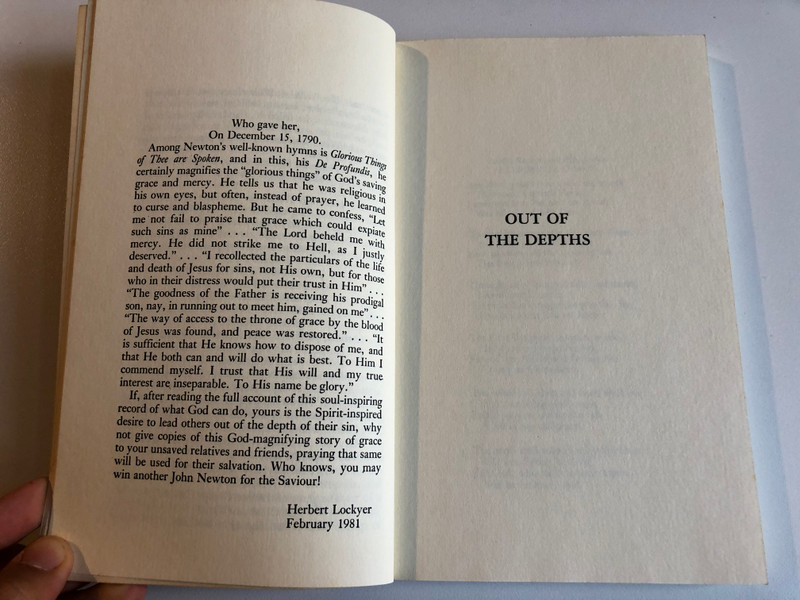 Who gave her,
On December 15, 1790.
Among Newton's well-known hymns is Glorious Things
of Thee are Spoken, and in this, his De Profundis, he
certainly magnifies the "glorious things" of God's saving
grace and mercy. He tells us that he was religious in
his own eyes, but often, instead of prayer, he learned
to curse and blaspheme. But he came to confess, "Let
me not fail to praise that grace which could expiate
such sins as mine" . . . "The Lord beheld me with
mercy. He did not strike me to Hell, as I justly
deserved." . . . "I recollected the particulars of the life
and death of Jesus for sins, not His own, but for those
who in their distress would put their trust in Him" . . .
"The goodness of the Father is receiving his prodigal
son, nay, in running out to meet him, gained on me" . . .
"The way of access to the throne of grace by the blood
of Jesus was found, and peace was restored." . . . "It
is sufficient that He knows how to dispose of me, and
that He both can and will do what is best. To Him I
commend myself. I trust that His will and my true
interest are inseparable. To His name be glory."
If, after reading the full account of this soul-inspiring
record of what God can do, yours is the Spirit-inspired
desire to lead others out of the depth of their sin, why
not give copies of this God-magnifying story of grace
to your unsaved relatives and friends, praying that same
will be used for their salvation. Who knows, you may
win another John Newton for the Saviour!
Herbert Lockyer
February 1981
OUT OF
THE DEPTHS